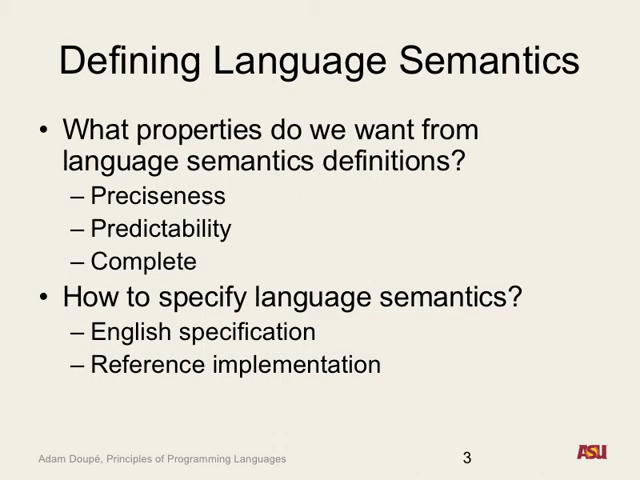 Defining Language Semantics
• What properties do we want from
language semantics definitions?
– Preciseness
– Predictability
– Complete
• How to specify language semantics?
– English specification
– Reference implementation
Adam Doupé, Principles of Programming Languages
3
ASU